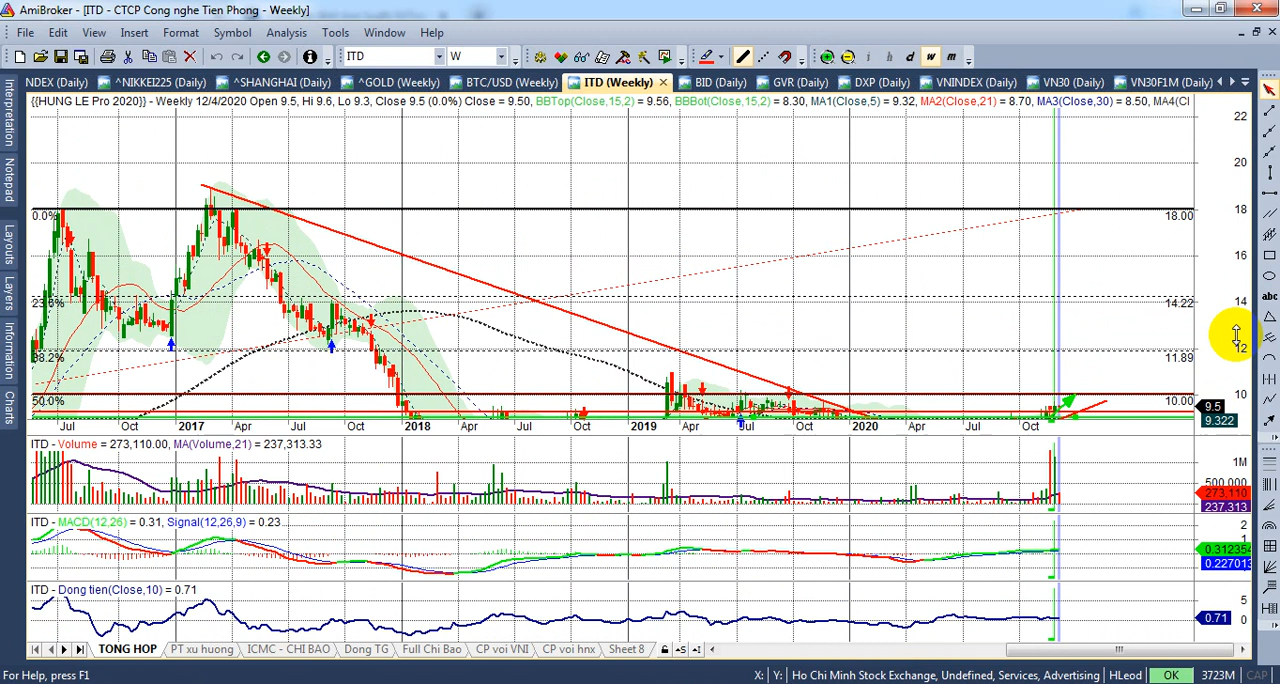 AmiBroker - [ITD - CTCP Cong nghe Tien Phong - Weekly]
File Edit View Insert Format Symbol Analysis Tools Window Help
ITD W i h d w m
NDEX (Daily) ^NIKKEI225 (Daily) ^SHANGHAI (Daily) ^GOLD (Weekly) BTC/USD (Weekly) ITD (Weekly) BID (Daily) GVR (Daily) DXP (Daily) VNINDEX (Daily) VN30 (Daily) VN30F1M (Daily)
{{HUNG LE Pro 2020}} - Weekly 12/4/2020 Open 9.5, Hi 9.6, Lo 9.3, Close 9.5 (0.0%) Close = 9.50, BBTop(Close,15,2) = 9.56, BBBot(Close,15,2) = 8.30, MA1(Close,5) = 9.32, MA2(Close,21) = 8.70, MA3(Close,30) = 8.50, MA4(Cl
Interpretation
Notepad
Layouts
Layers
Information
Charts
22
20
0.0% 18.00 18
16
23.6% 14.22 14
12
38.2% 11.89
50.0% 10.00 10
9.5
9.322
Jul Oct 2017 Apr Jul Oct 2018 Apr Jul Oct 2019 Apr Jul Oct 2020 Apr Jul Oct
abc
ITD - Volume = 273,110.00, MA(Volume,21) = 237,313.33
1M
500,000
273,110
237,313
ITD - MACD(12,26) = 0.31, Signal(12,26,9) = 0.23
2
1
0.312354
0.227013
ITD - Dong tien(Close,10) = 0.71
5
0.71 0
TONG HOP PT xu huong ICMC - CHI BAO Dong TG Full Chi Bao CP voi VNI CP voi hnx Sheet 8
For Help, press F1 X: Y: Ho Chi Minh Stock Exchange, Undefined, Services, Advertising HLeod OK 3723M CAP